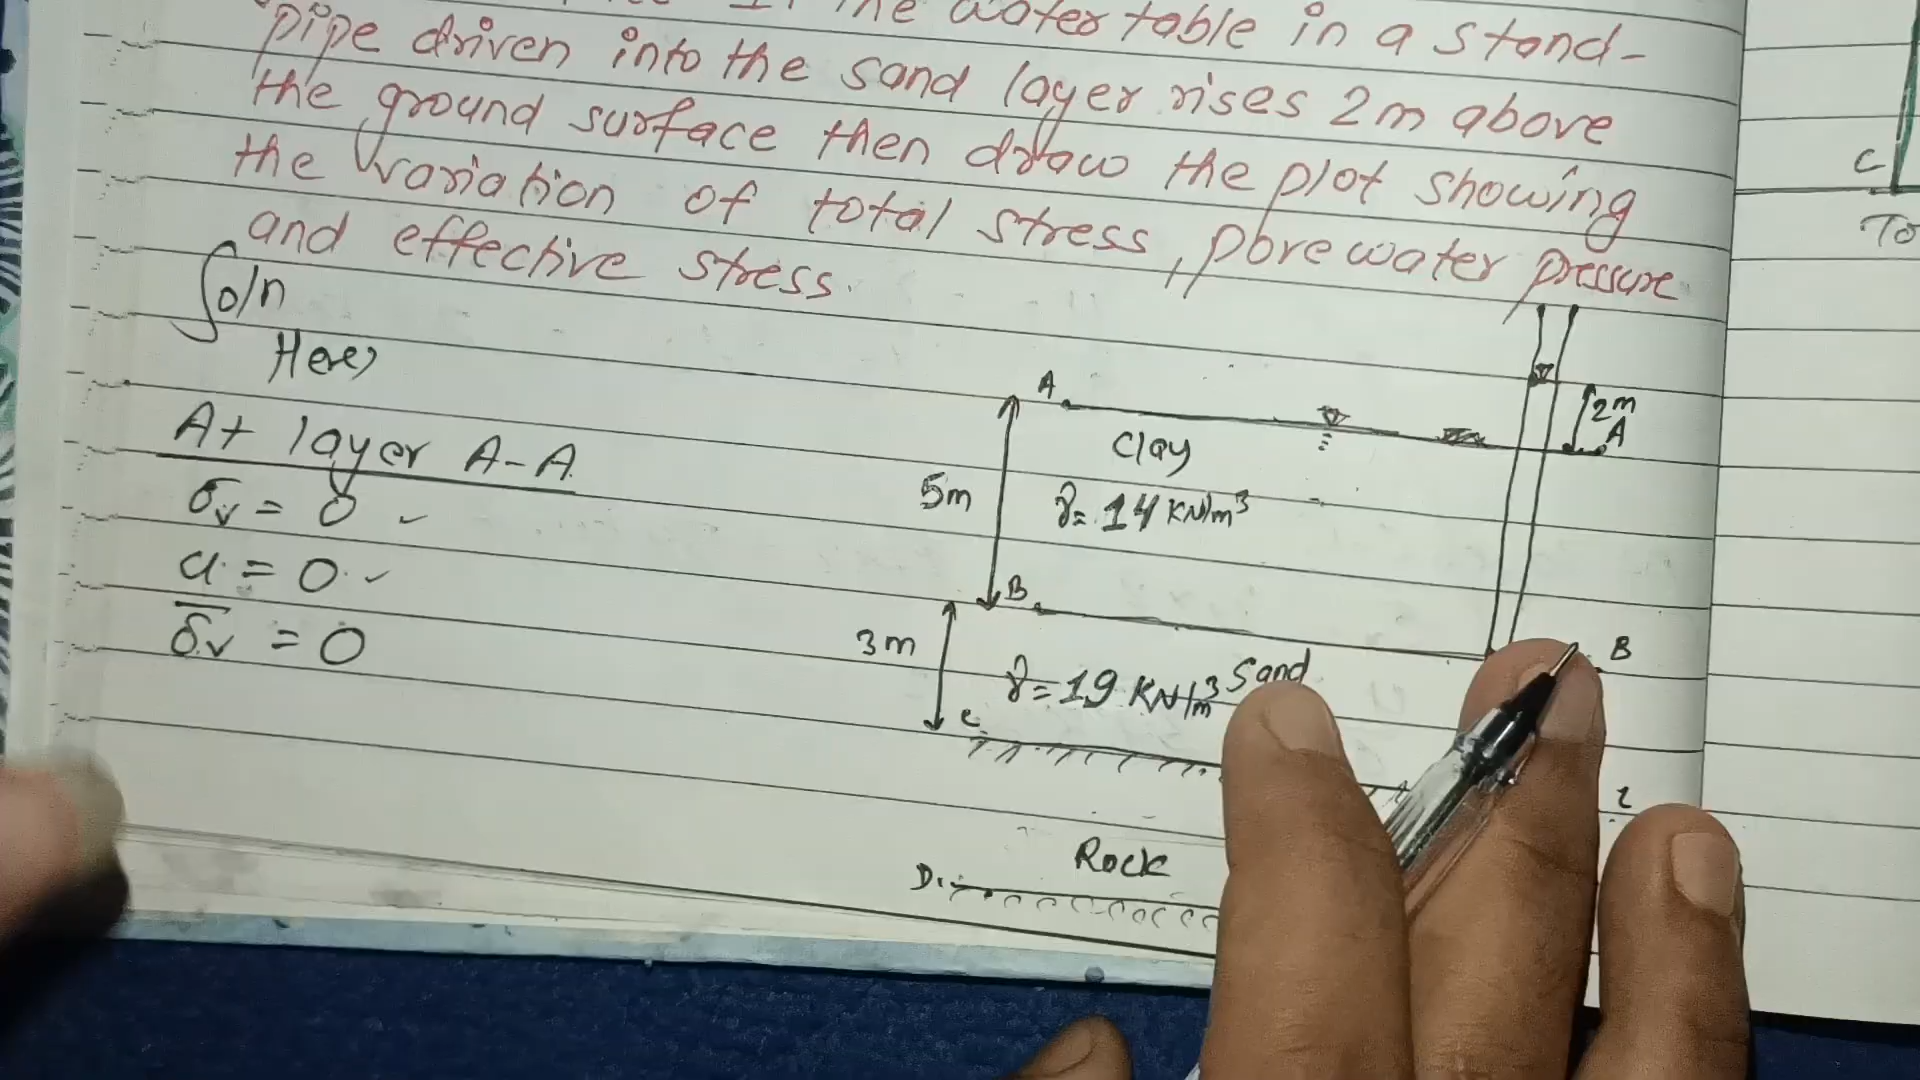 The water table in a stand-
pipe driven into the sand layer rises 2m above
the ground surface then draw the plot showing
the variation of total stress, pore water pressure
and effective stress.
Soln
Here,
At layer A-A
σv = 0
u = 0
σ̅v = 0
A
Clay
5m
γ= 14 KN/m³
2m
A
B
3m
γ=19 KN/m³ Sand
B
C
Rock
D
C
To